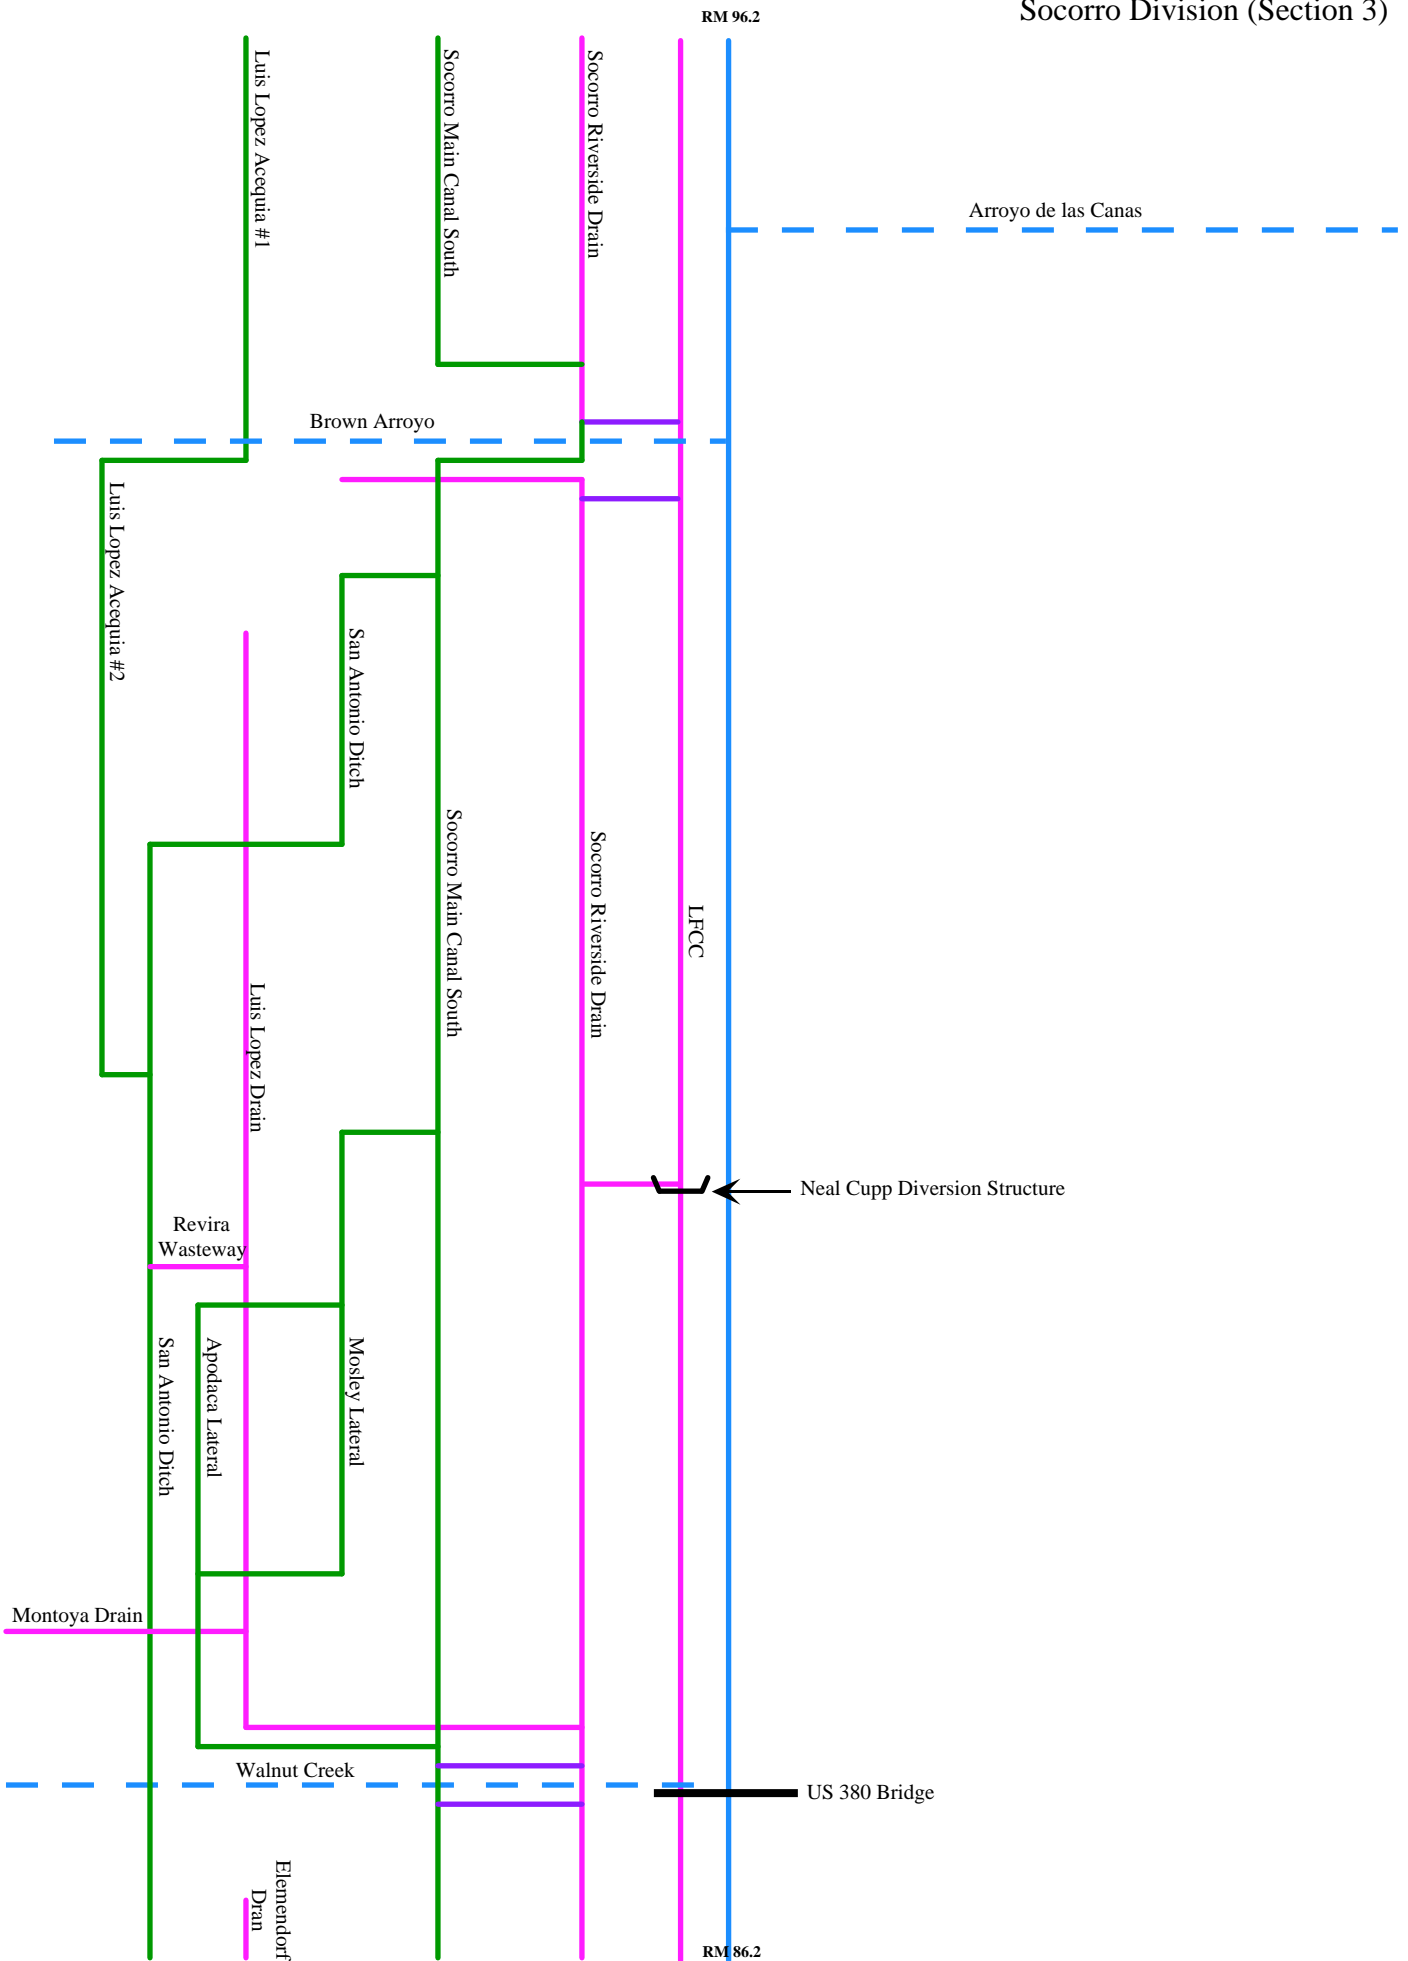 Socorro Division (Section 3)
RM 96.2
Luis Lopez Acequia #1
Socorro Main Canal South
Socorro Riverside Drain
Arroyo de las Canas
Brown Arroyo
Luis Lopez Acequia #2
San Antonio Ditch
Socorro Main Canal South
Socorro Riverside Drain
LFCC
Luis Lopez Drain
Neal Cupp Diversion Structure
Revira
Wasteway
San Antonio Ditch
Apodaca Lateral
Mosley Lateral
Montoya Drain
Walnut Creek
US 380 Bridge
Elemendorf
Dran
RM 86.2